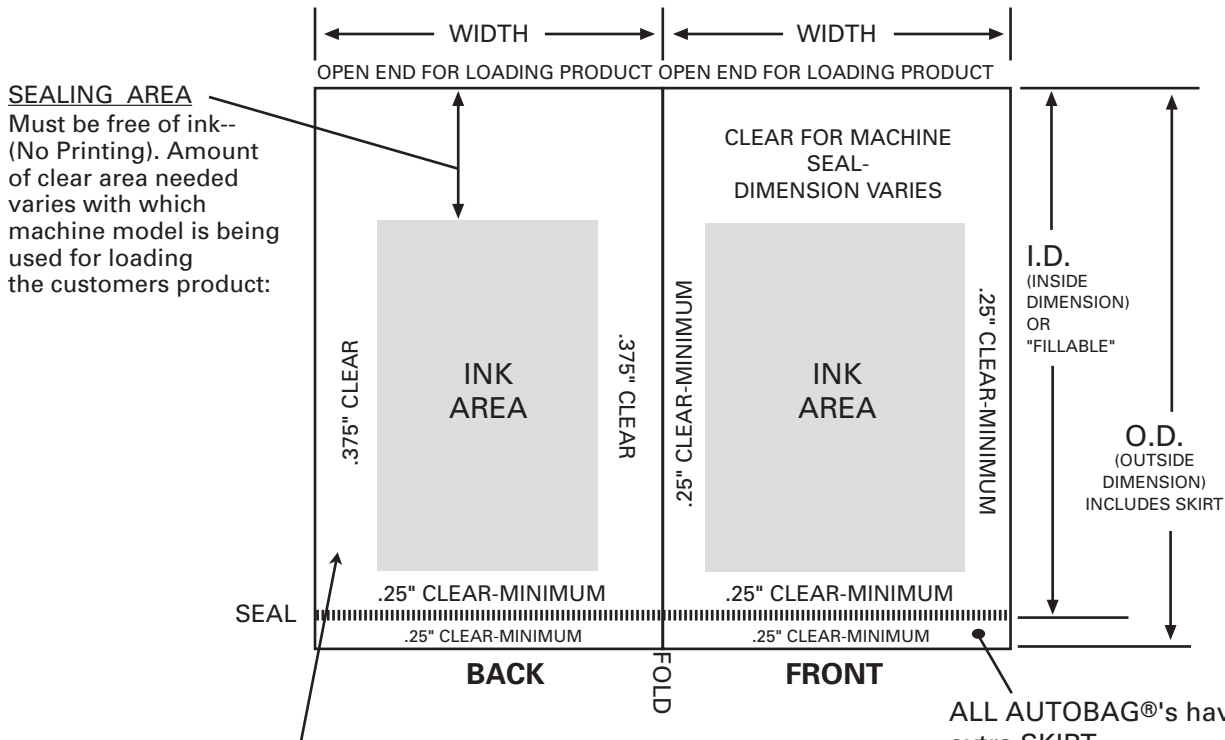 WIDTH WIDTH
OPEN END FOR LOADING PRODUCT OPEN END FOR LOADING PRODUCT
SEALING AREA
Must be free of ink--
(No Printing). Amount
of clear area needed
varies with which
machine model is being
used for loading
the customers product:
CLEAR FOR MACHINE
SEAL-
DIMENSION VARIES
.375" CLEAR
INK
AREA
.375" CLEAR
.25" CLEAR-MINIMUM
INK
AREA
.25" CLEAR-MINIMUM
I.D.
(INSIDE
DIMENSION)
OR
"FILLABLE"
O.D.
(OUTSIDE
DIMENSION)
INCLUDES SKIRT
.25" CLEAR-MINIMUM .25" CLEAR-MINIMUM
SEAL
.25" CLEAR-MINIMUM .25" CLEAR-MINIMUM
BACK
FOLD
FRONT
ALL AUTOBAG®'s hav
extra SKIRT